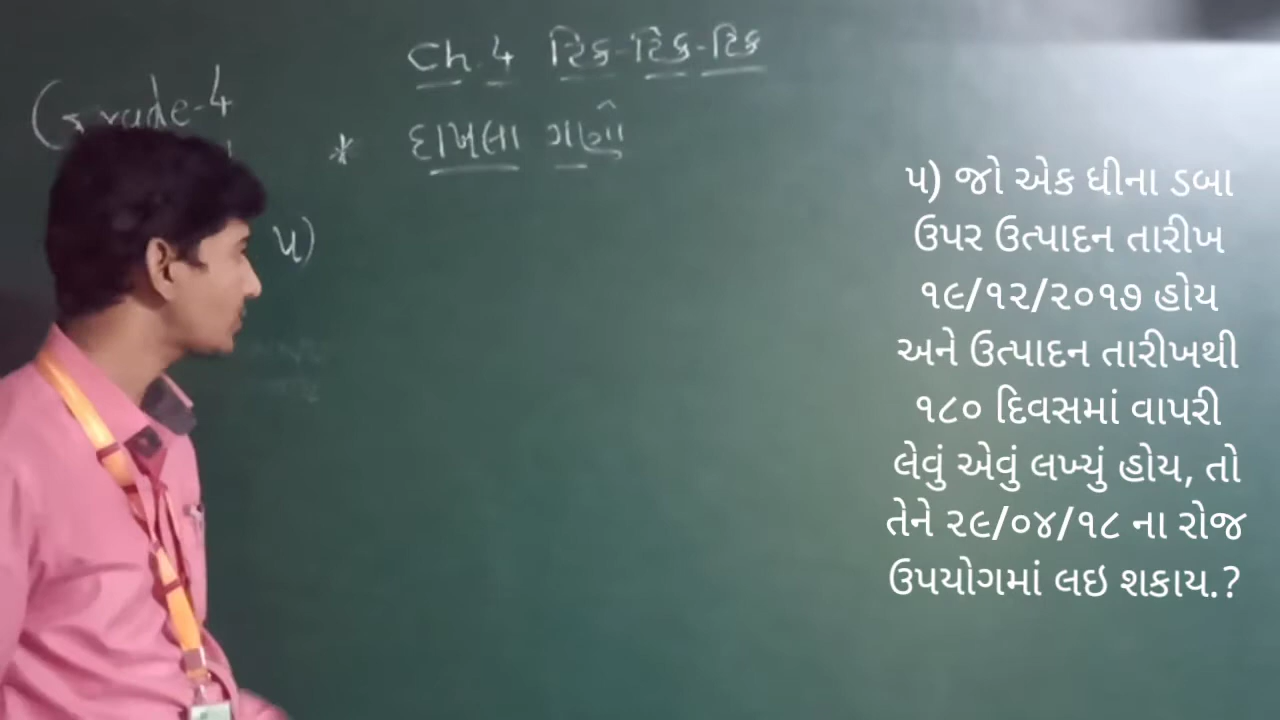 Ch 4 ટિક-ટિક-ટિક
Grade-4
* દાખલા ગણો
૫)
૫) જો એક ઘીના ડબા
ઉપર ઉત્પાદન તારીખ
૧૯/૧૨/૨૦૧૭ હોય
અને ઉત્પાદન તારીખથી
૧૮૦ દિવસમાં વાપરી
લેવું એવું લખ્યું હોય, તો
તેને ૨૯/૦૪/૧૮ ના રોજ
ઉપયોગમાં લઇ શકાય.?